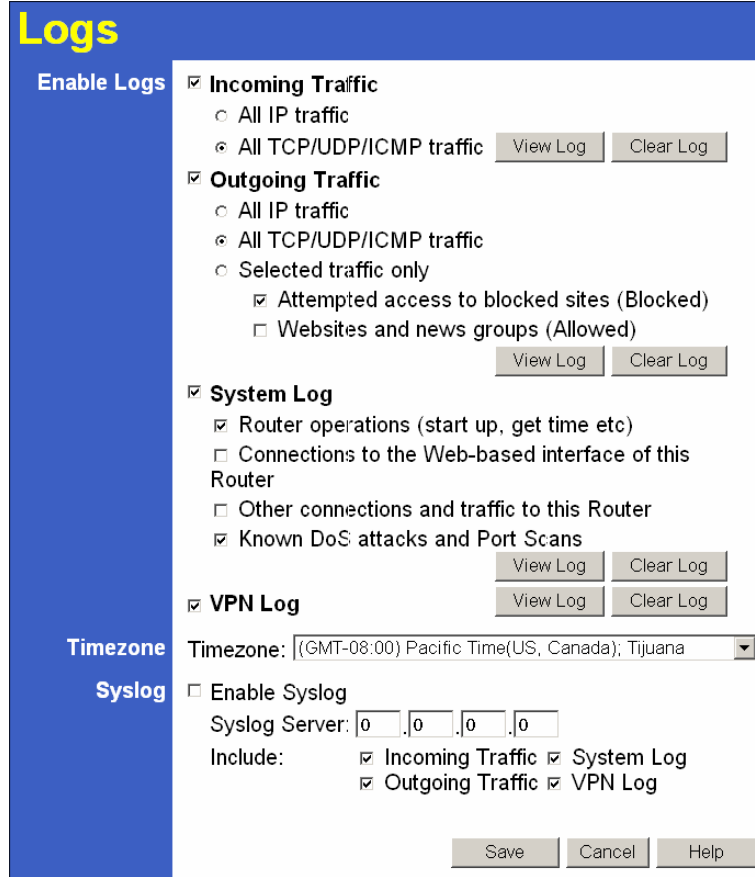 Logs
Enable Logs
Incoming Traffic
All IP traffic
All TCP/UDP/ICMP traffic View Log Clear Log
Outgoing Traffic
All IP traffic
All TCP/UDP/ICMP traffic
Selected traffic only
Attempted access to blocked sites (Blocked)
Websites and news groups (Allowed)
View Log Clear Log
System Log
Router operations (start up, get time etc)
Connections to the Web-based interface of this
Router
Other connections and traffic to this Router
Known DoS attacks and Port Scans
View Log Clear Log
VPN Log View Log Clear Log
Timezone Timezone: (GMT-08:00) Pacific Time(US, Canada); Tijuana
Syslog Enable Syslog
Syslog Server: 0 .0 .0 .0
Include: Incoming Traffic System Log
Outgoing Traffic VPN Log
Save Cancel Help